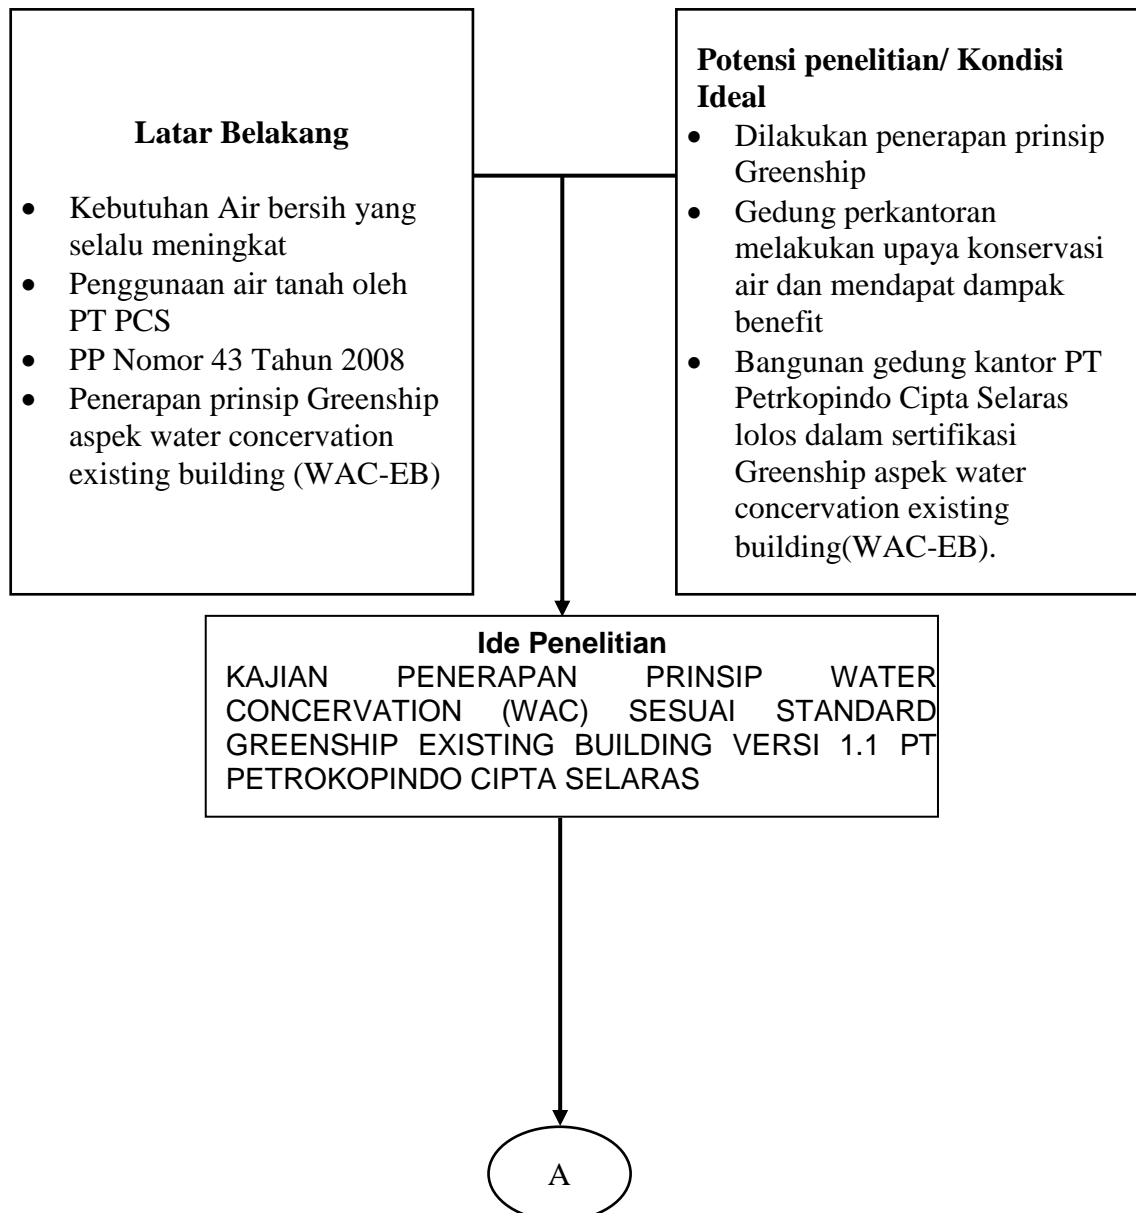 Latar Belakang
• Kebutuhan Air bersih yang
selalu meningkat
• Penggunaan air tanah oleh
PT PCS
• PP Nomor 43 Tahun 2008
• Penerapan prinsip Greenship
aspek water concervation
existing building (WAC-EB)
Potensi penelitian/ Kondisi
Ideal
• Dilakukan penerapan prinsip
Greenship
• Gedung perkantoran
melakukan upaya konservasi
air dan mendapat dampak
benefit
• Bangunan gedung kantor PT
Petrkopindo Cipta Selaras
lolos dalam sertifikasi
Greenship aspek water
concervation existing
building(WAC-EB).
Ide Penelitian
KAJIAN PENERAPAN PRINSIP WATER
CONCERVATION (WAC) SESUAI STANDARD
GREENSHIP EXISTING BUILDING VERSI 1.1 PT
PETROKOPINDO CIPTA SELARAS
A